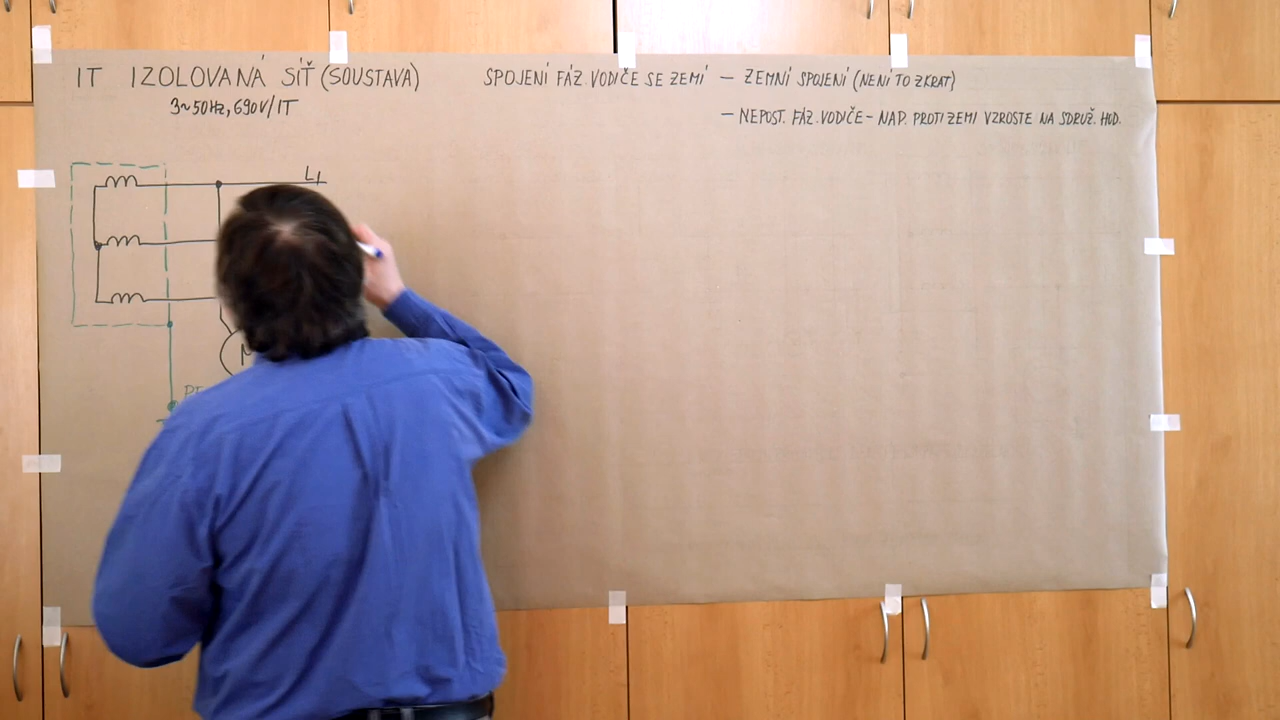 IT IZOLOVANÁ SÍŤ (SOUSTAVA)
3~50Hz, 690V/IT
SPOJENÍ FÁZ. VODIČE SE ZEMÍ – ZEMNÍ SPOJENÍ (NENÍ TO ZKRAT)
– NEPOST. FÁZ. VODIČE – NAP. PROTI ZEMI VZROSTE NA SDRUŽ. HOD.
L1
M